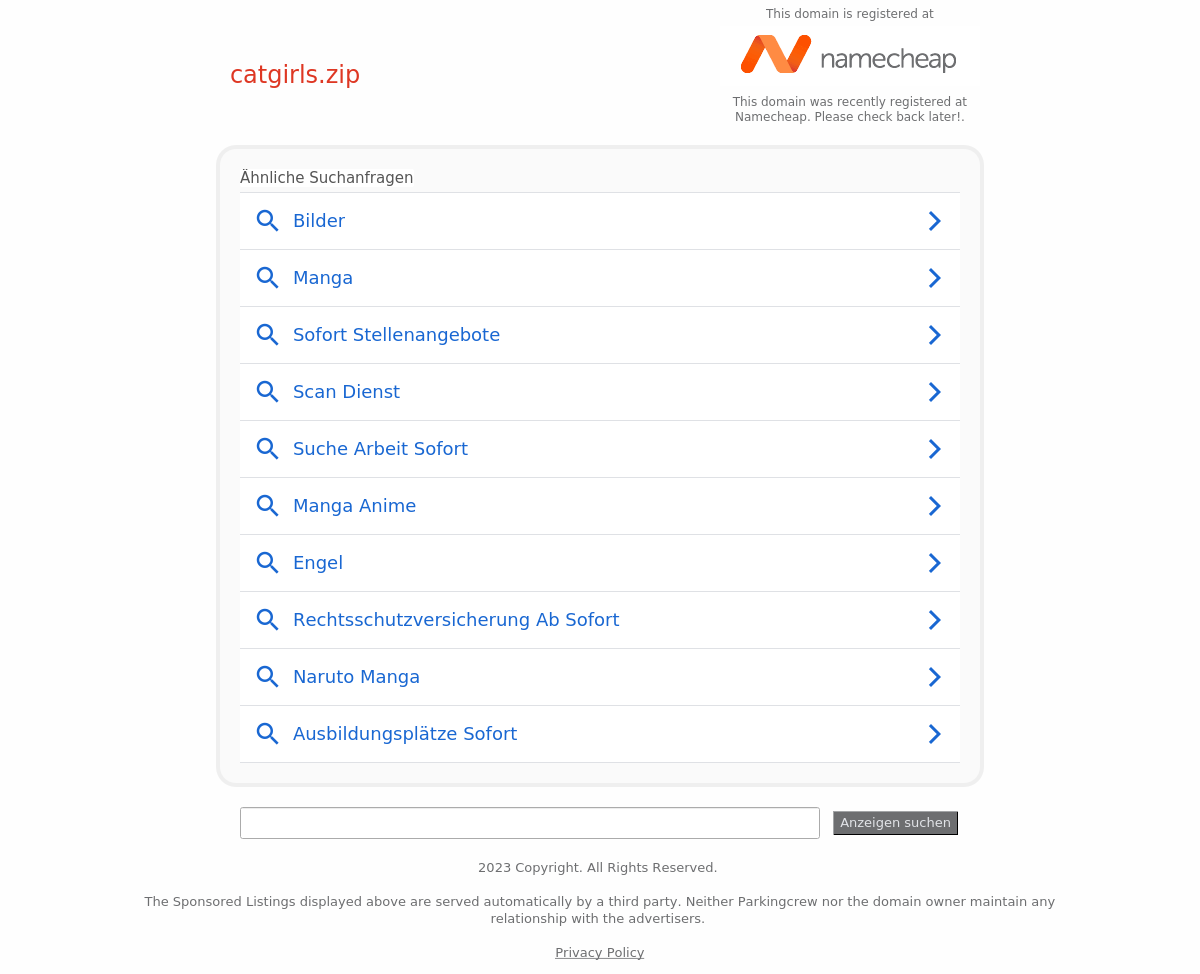 This domain is registered at
namecheap
catgirls.zip
This domain was recently registered at
Namecheap. Please check back later!.
Ähnliche Suchanfragen
Bilder
Manga
Sofort Stellenangebote
Scan Dienst
Suche Arbeit Sofort
Manga Anime
Engel
Rechtsschutzversicherung Ab Sofort
Naruto Manga
Ausbildungsplätze Sofort
Anzeigen suchen
2023 Copyright. All Rights Reserved.
The Sponsored Listings displayed above are served automatically by a third party. Neither Parkingcrew nor the domain owner maintain any
relationship with the advertisers.
Privacy Policy